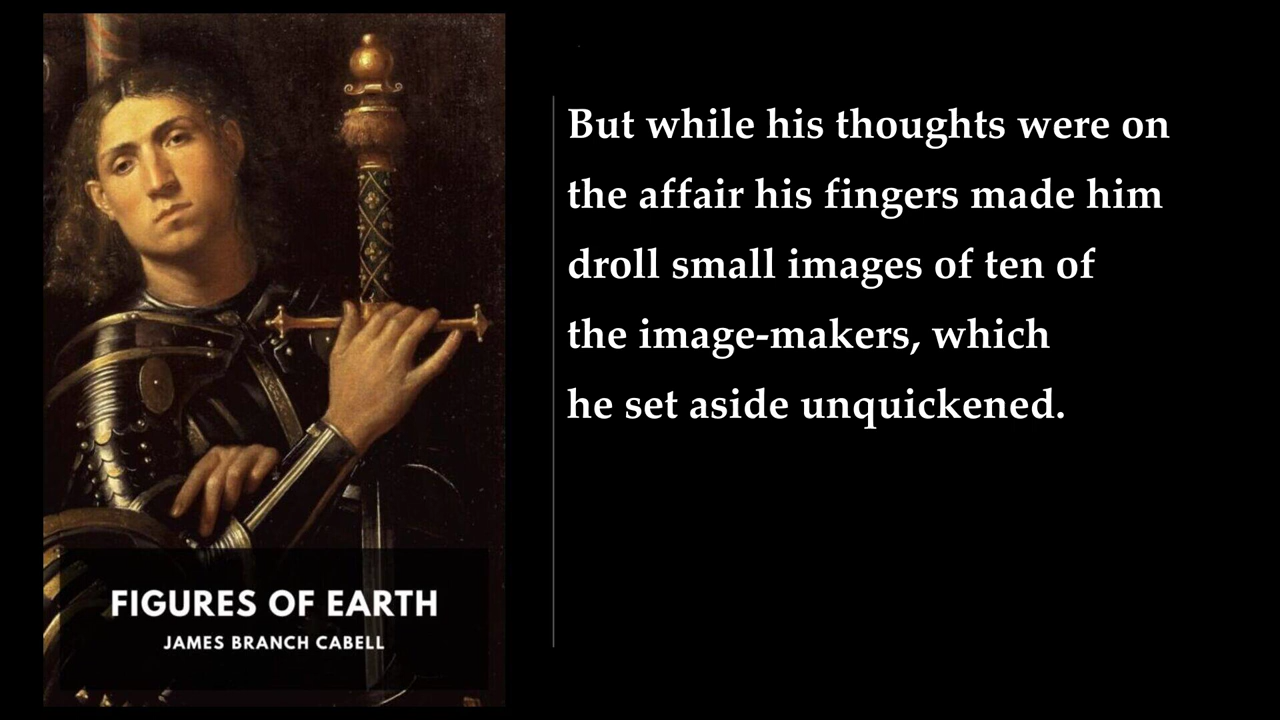 But while his thoughts were on
the affair his fingers made him
droll small images of ten of
the image-makers, which
he set aside unquickened.
FIGURES OF EARTH
JAMES BRANCH CABELL